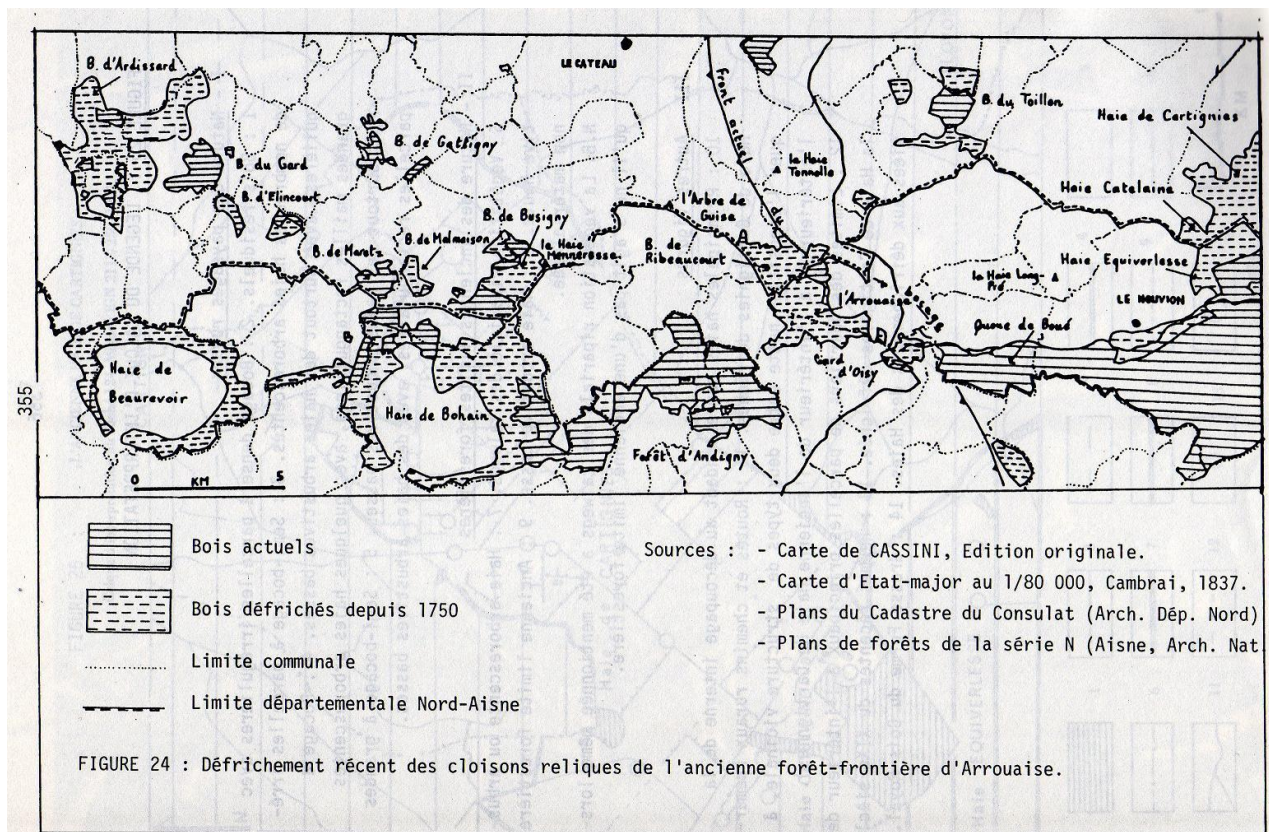 B. d'Ardissard
LE CATEAU
Front actuel du
bocage
B. du Toillon
Haie de Cartignies
B. du Gard
B. de Gattigny
la Haie
Tonnoile
B. d'Elincourt
Haie Catelaine
l'Arbre de
Guise
B. de Busigny
B. de Maretz
B. de Malmaison
la Haie
Menneresse
A
B. de
Ribeaucourt
Haie Equiverlesse
la Haie Long-
Pré
l'Arrouaise
LE NOUVION
A
B
Queue de Boué
Haie de
Beaurevoir
Gard
d'Oisy
Haie de Bohain
Forêt d'Andigny
0 KM 5
355
Bois actuels
Bois défrichés depuis 1750
Limite communale
Limite départementale Nord-Aisne
Sources : - Carte de CASSINI, Edition originale.
- Carte d'Etat-major au 1/80 000, Cambrai, 1837.
- Plans du Cadastre du Consulat (Arch. Dép. Nord)
- Plans de forêts de la série N (Aisne, Arch. Nat
FIGURE 24 : Défrichement récent des cloisons reliques de l'ancienne forêt-frontière d'Arrouaise.